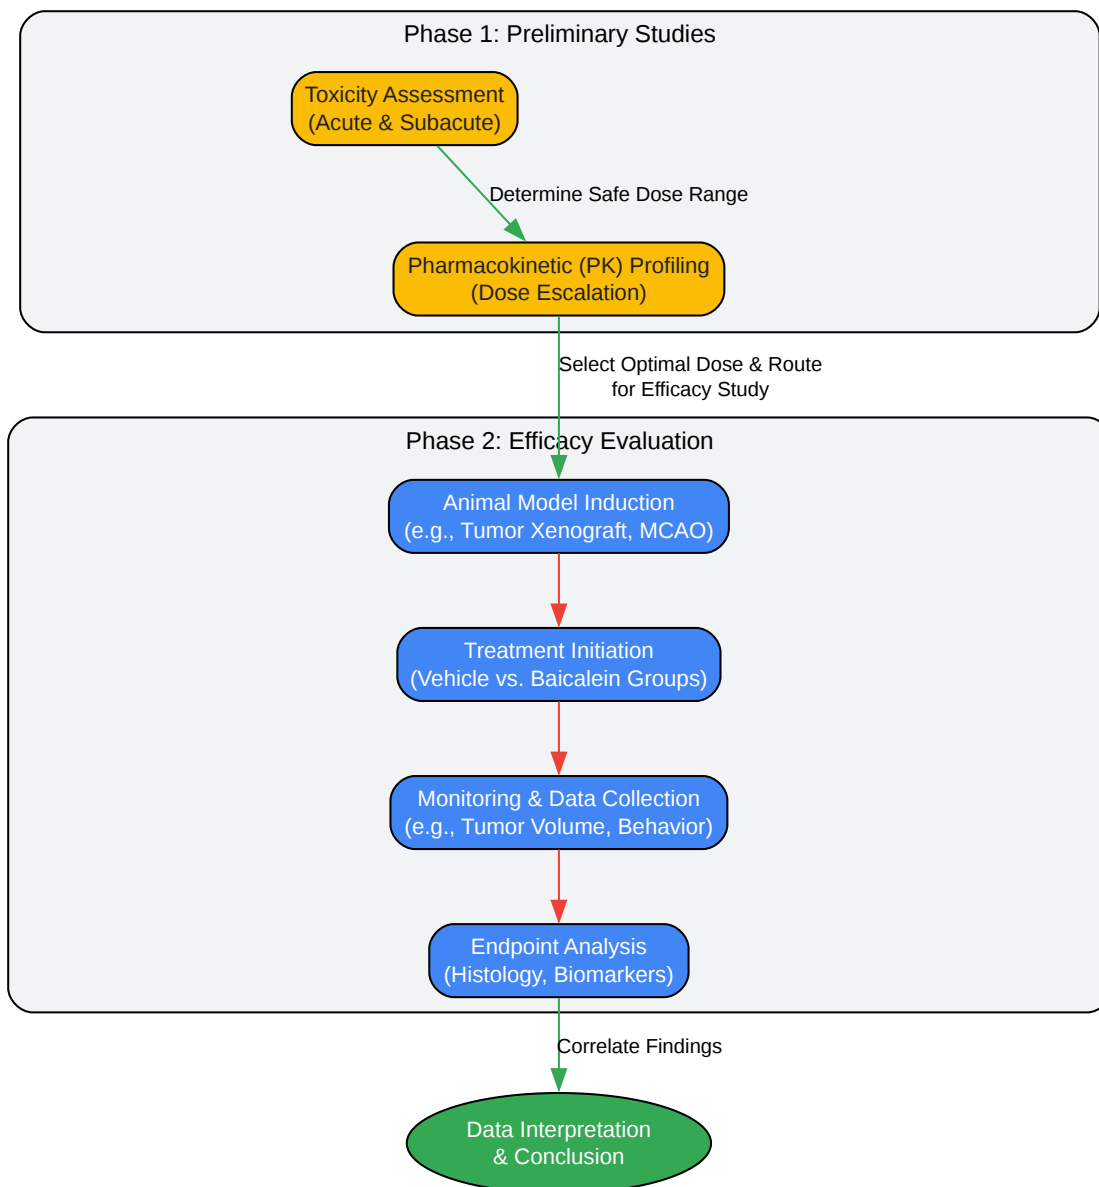 Phase 1: Preliminary Studies
Toxicity Assessment
(Acute & Subacute)
Determine Safe Dose Range
Pharmacokinetic (PK) Profiling
(Dose Escalation)
Select Optimal Dose & Route
for Efficacy Study
Phase 2: Efficacy Evaluation
Animal Model Induction
(e.g., Tumor Xenograft, MCAO)
Treatment Initiation
(Vehicle vs. Baicalein Groups)
Monitoring & Data Collection
(e.g., Tumor Volume, Behavior)
Endpoint Analysis
(Histology, Biomarkers)
Correlate Findings
Data Interpretation
& Conclusion